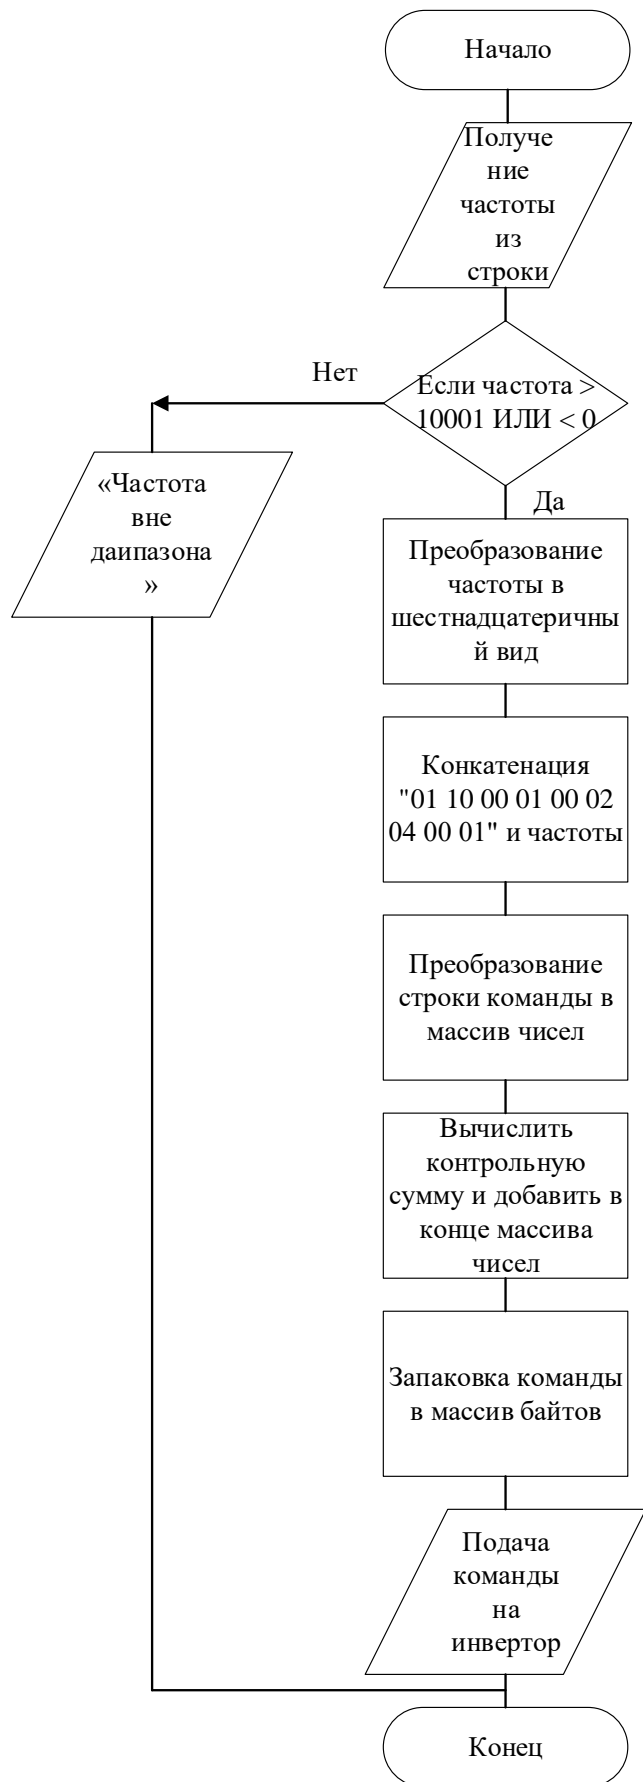 Начало
Получе
ние
частоты
из
строки
Нет
Если частота >
10001 ИЛИ < 0
«Частота
вне
даипазона
»
Да
Преобразование
частоты в
шестнадцатеричны
й вид
Конкатенация
"01 10 00 01 00 02
04 00 01" и частоты
Преобразование
строки команды в
массив чисел
Вычислить
контрольную
сумму и добавить в
конце массива
чисел
Запаковка команды
в массив байтов
Подача
команды
на
инвертор
Конец